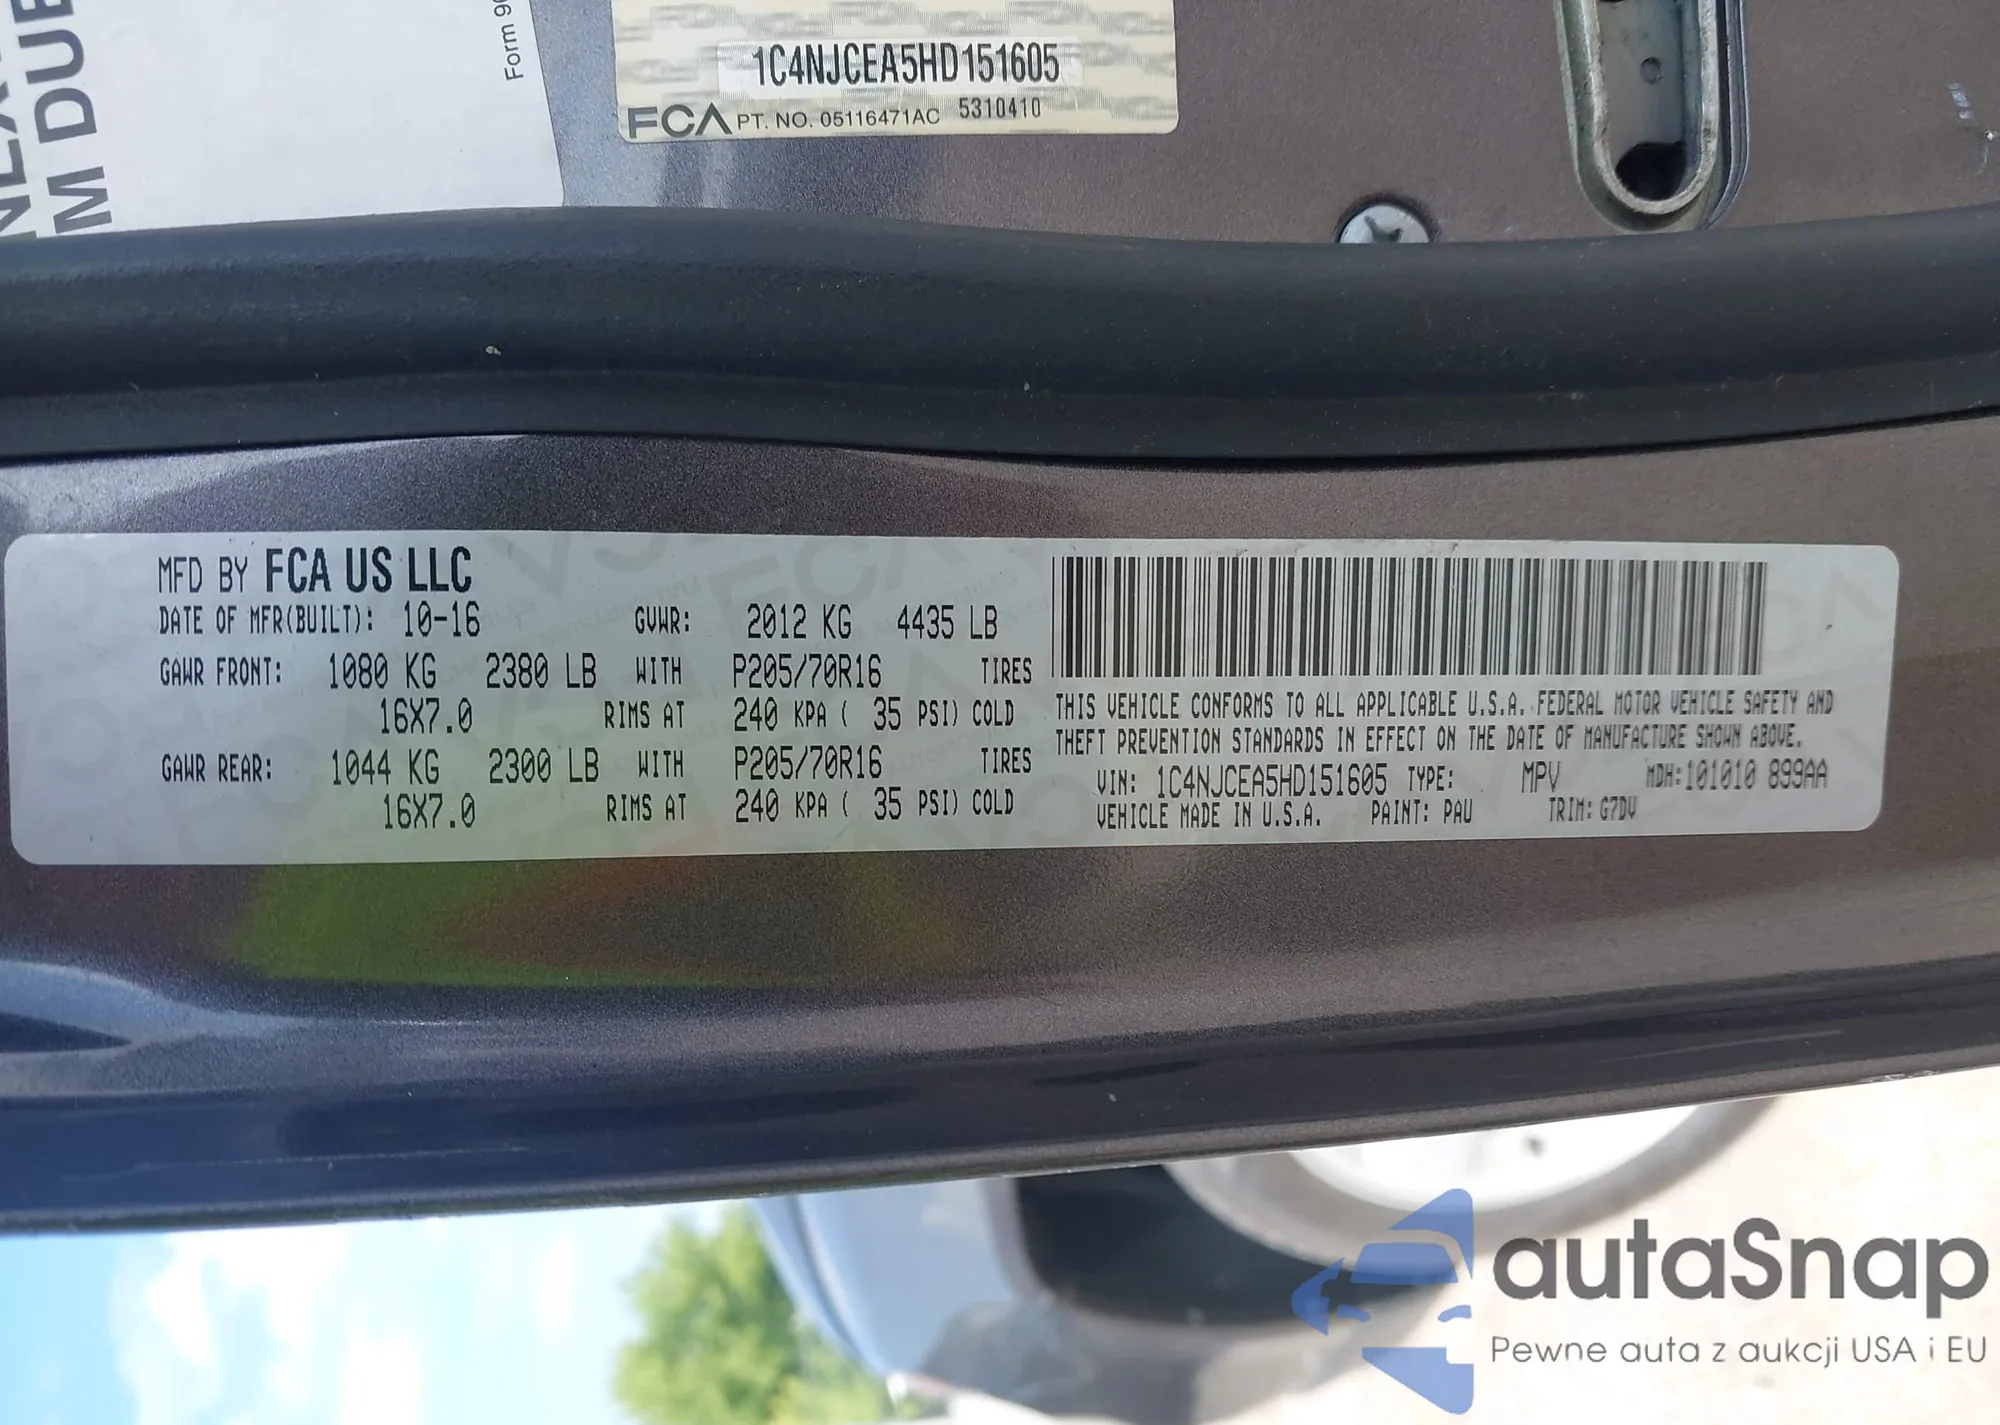 M DUB
Form 90
1C4NJCEA5HD151605
FCA PT. NO. 05116471AC 5310410
MFD BY FCA US LLC
DATE OF MFR(BUILT): 10-16 GVWR: 2012 KG 4435 LB
GAWR FRONT: 1080 KG 2380 LB WITH P205/70R16 TIRES
16X7.0 RIMS AT 240 KPA ( 35 PSI) COLD
GAWR REAR: 1044 KG 2300 LB WITH P205/70R16 TIRES
16X7.0 RIMS AT 240 KPA ( 35 PSI) COLD
THIS VEHICLE CONFORMS TO ALL APPLICABLE U.S.A. FEDERAL MOTOR VEHICLE SAFETY AND
THEFT PREVENTION STANDARDS IN EFFECT ON THE DATE OF MANUFACTURE SHOWN ABOVE.
VIN: 1C4NJCEA5HD151605 TYPE: MPV MDH:101010 899AA
VEHICLE MADE IN U.S.A. PAINT: PAU TRIM: G7DV
autaSnap
Pewne auta z aukcji USA i EU